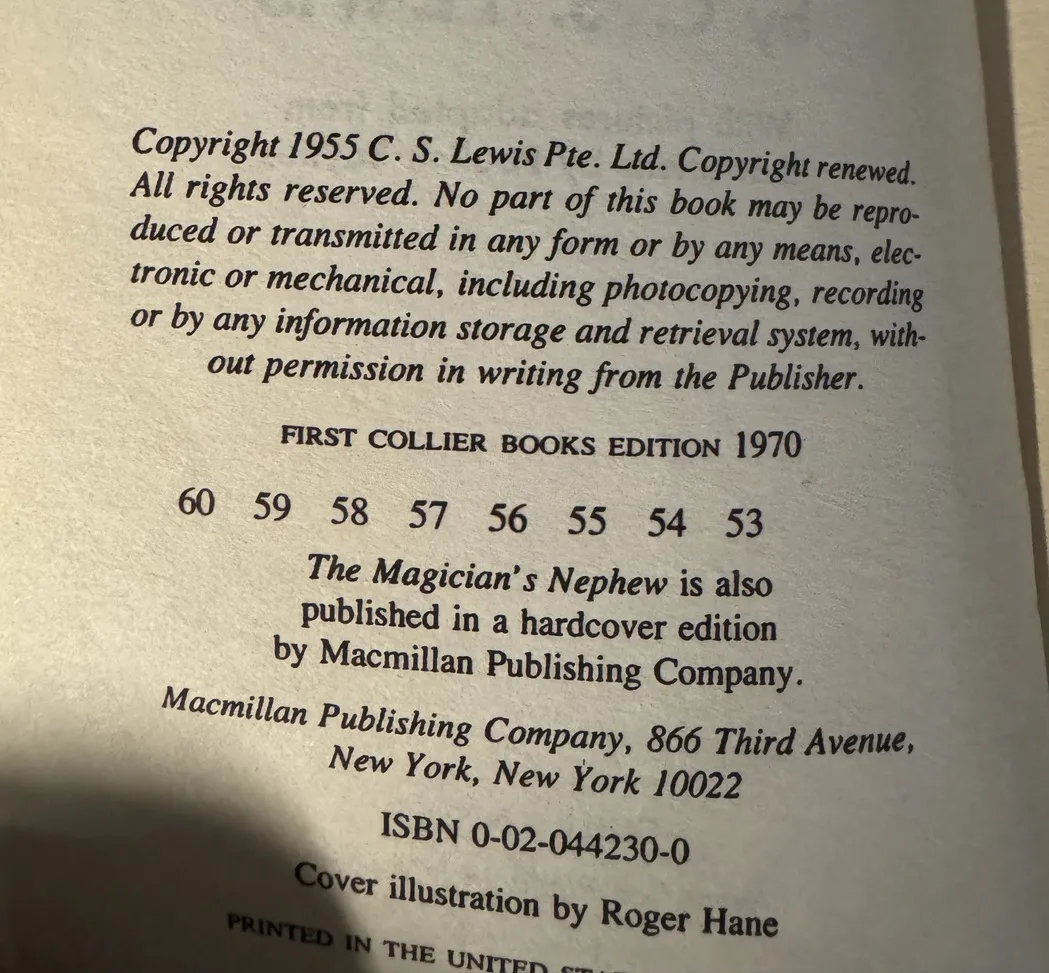 Copyright 1955 C. S. Lewis Pte. Ltd. Copyright renewed.
All rights reserved. No part of this book may be repro-
duced or transmitted in any form or by any means, elec-
tronic or mechanical, including photocopying, recording
or by any information storage and retrieval system, with-
out permission in writing from the Publisher.
FIRST COLLIER BOOKS EDITION 1970
60 59 58 57 56 55 54 53
The Magician's Nephew is also
published in a hardcover edition
by Macmillan Publishing Company.
Macmillan Publishing Company, 866 Third Avenue,
New York, New York 10022
ISBN 0-02-044230-0
Cover illustration by Roger Hane
PRINTED IN THE UNITED